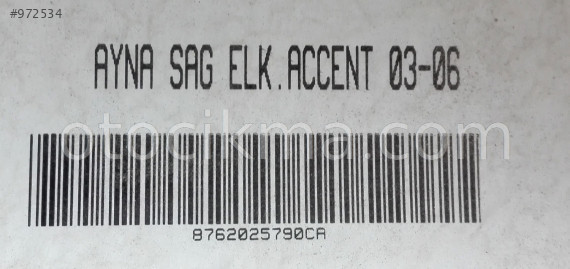 #972534
AYNA SAG ELK.ACCENT 03-06
otocikma.com
8762025790CA